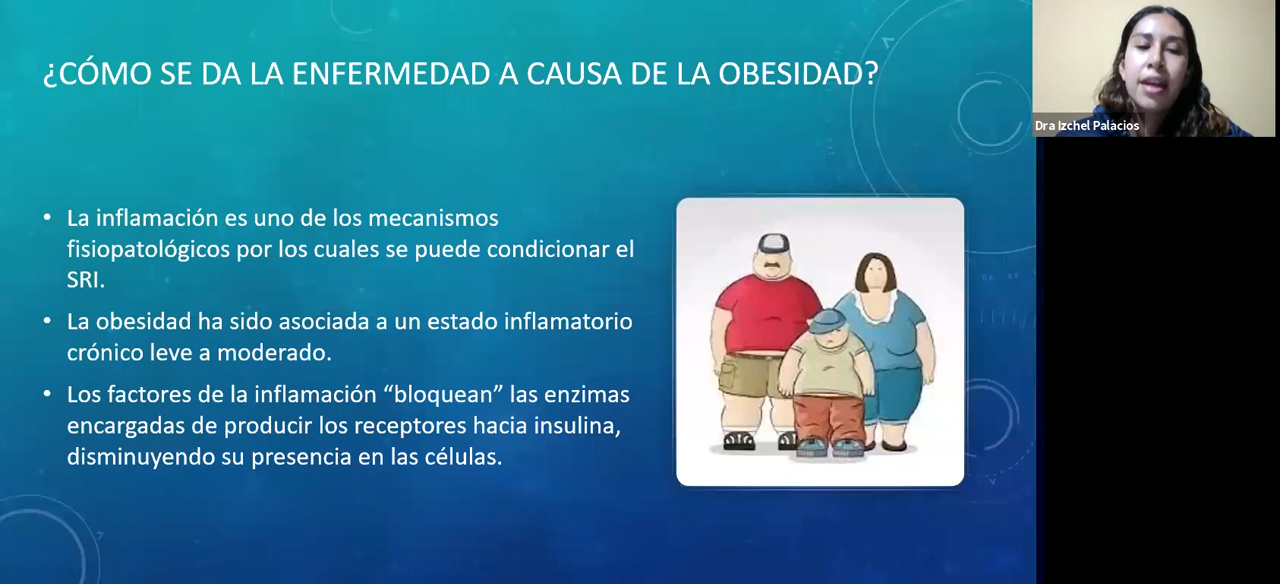 ¿CÓMO SE DA LA ENFERMEDAD A CAUSA DE LA OBESIDAD?
• La inflamación es uno de los mecanismos
fisiopatológicos por los cuales se puede condicionar el
SRI.
• La obesidad ha sido asociada a un estado inflamatorio
crónico leve a moderado.
• Los factores de la inflamación “bloquean” las enzimas
encargadas de producir los receptores hacia insulina,
disminuyendo su presencia en las células.
Dra Izchel Palacios